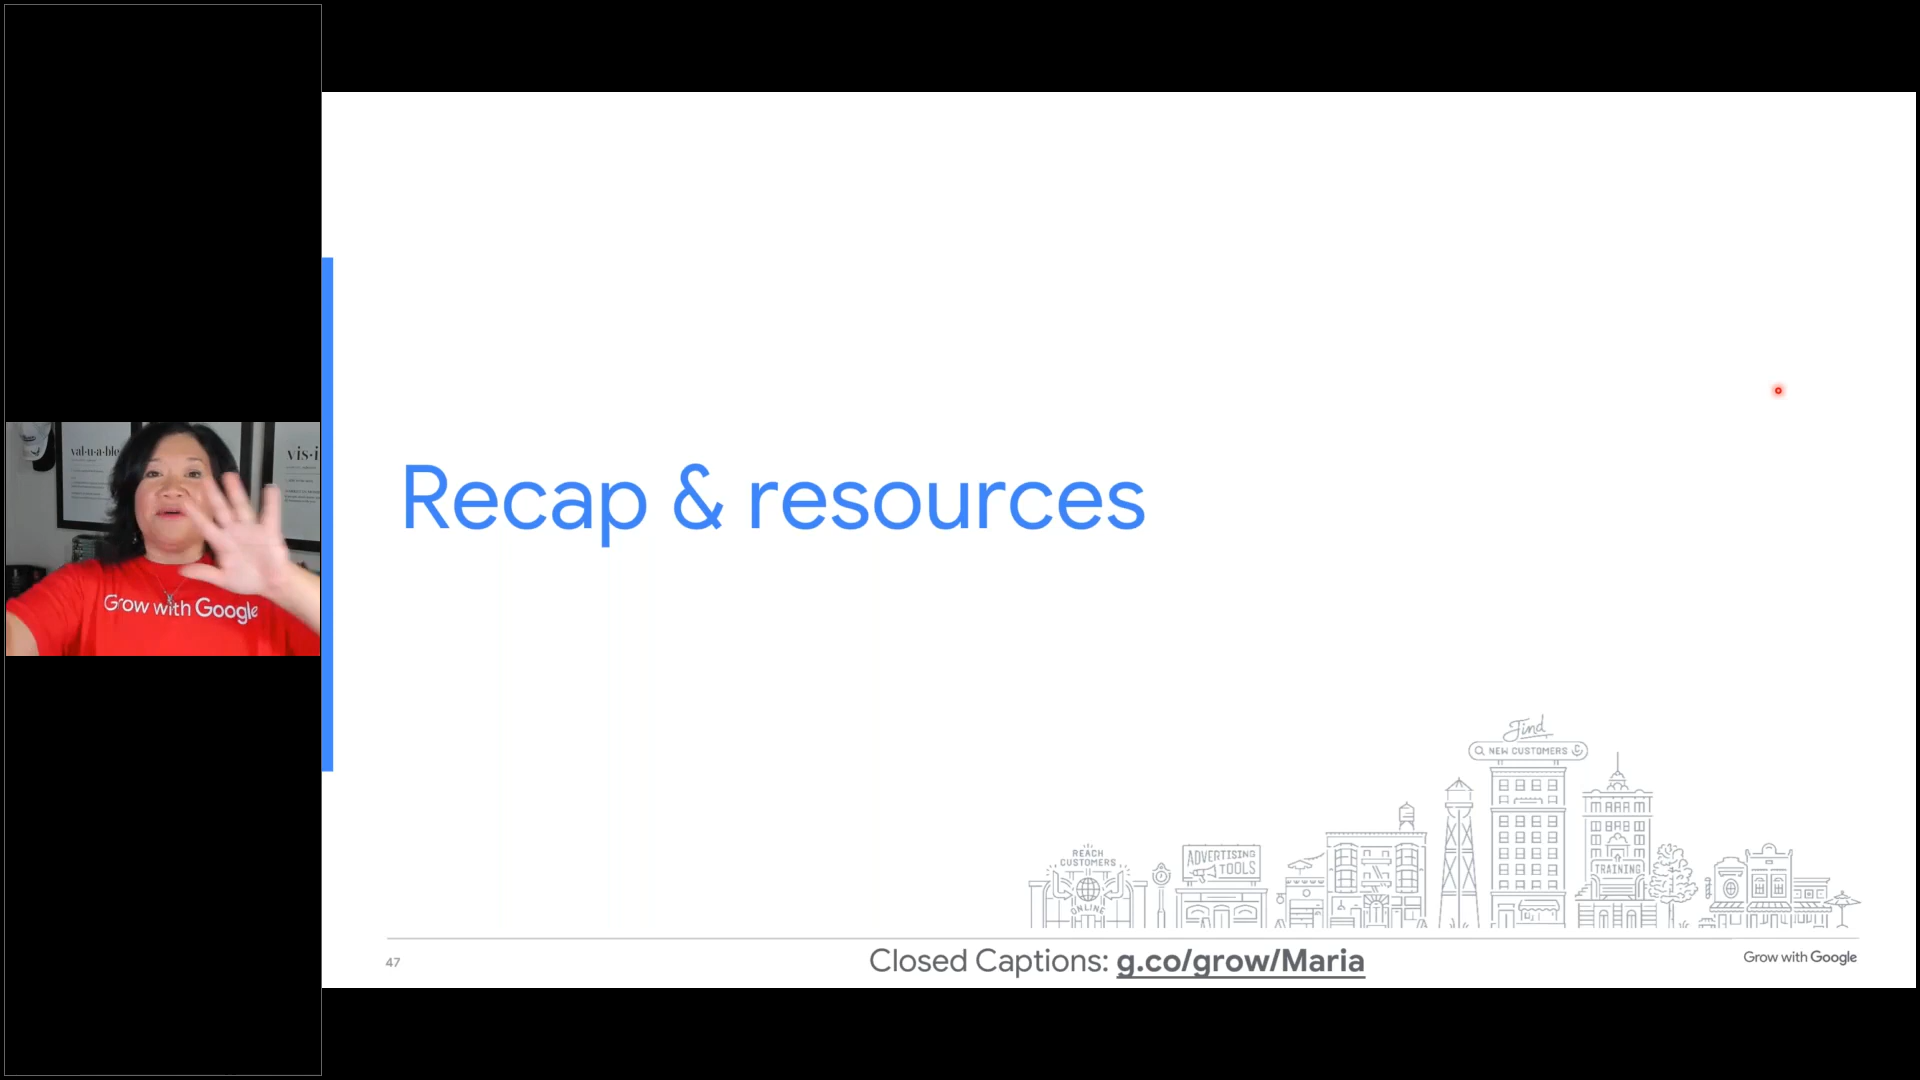 val·u·a·ble
vis·i
Grow with Google
Recap & resources
Find
NEW CUSTOMERS
REACH
CUSTOMERS
ONLINE
ADVERTISING
TOOLS
TRAINING
47
Closed Captions: g.co/grow/Maria
Grow with Google